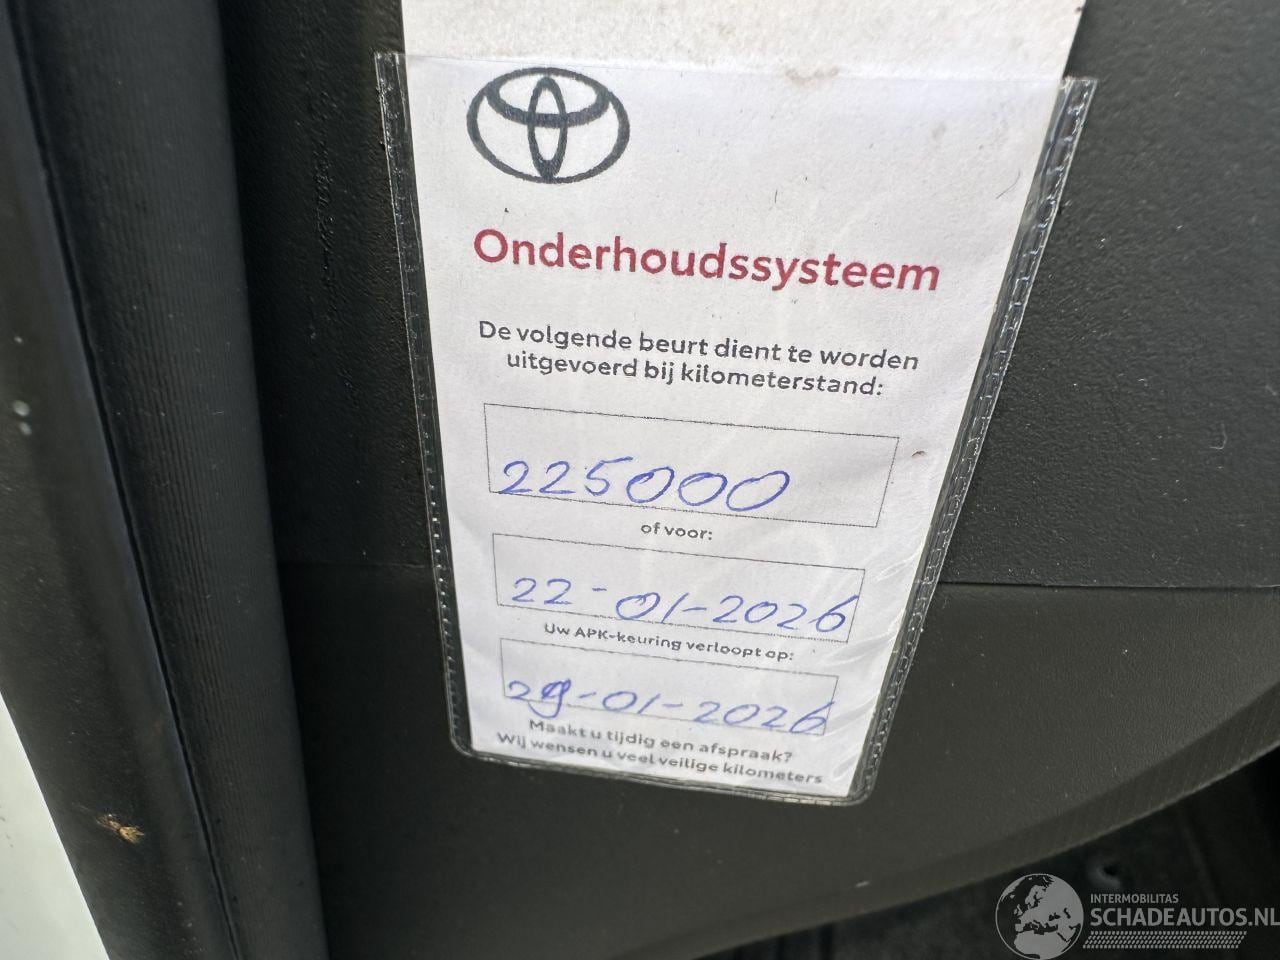 Onderhoudssysteem
De volgende beurt dient te worden
uitgevoerd bij kilometerstand:
225000
of voor:
22-01-2026
Uw APK-keuring verloopt op:
29-01-2026
Maakt u tijdig een afspraak?
Wij wensen u veel veilige kilometers
INTERMOBILITAS
SCHADEAUTOS.NL